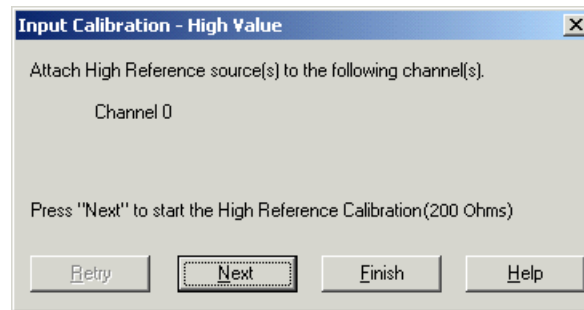 Input Calibration - High Value
Attach High Reference source(s) to the following channel(s).
Channel 0
Press "Next" to start the High Reference Calibration(200 Ohms)
Retry Next Finish Help